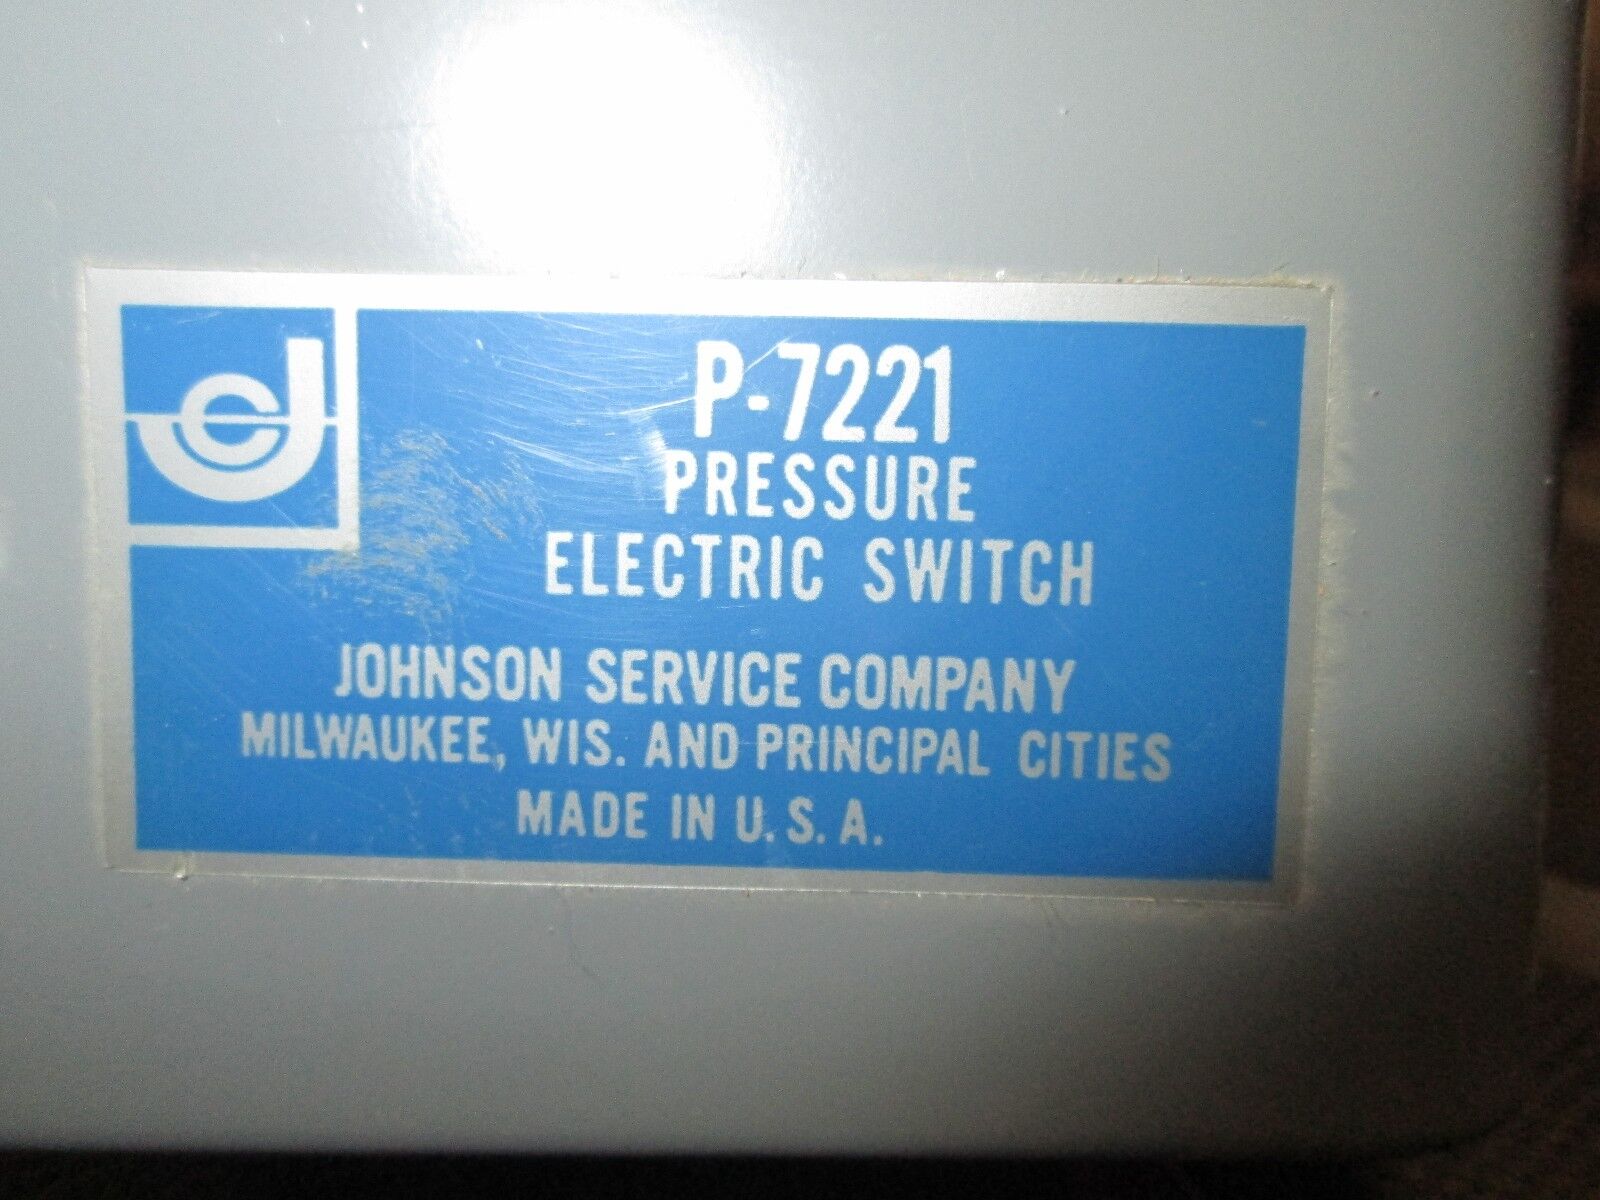 P-7221
PRESSURE
ELECTRIC SWITCH
JOHNSON SERVICE COMPANY
MILWAUKEE, WIS. AND PRINCIPAL CITIES
MADE IN U.S.A.